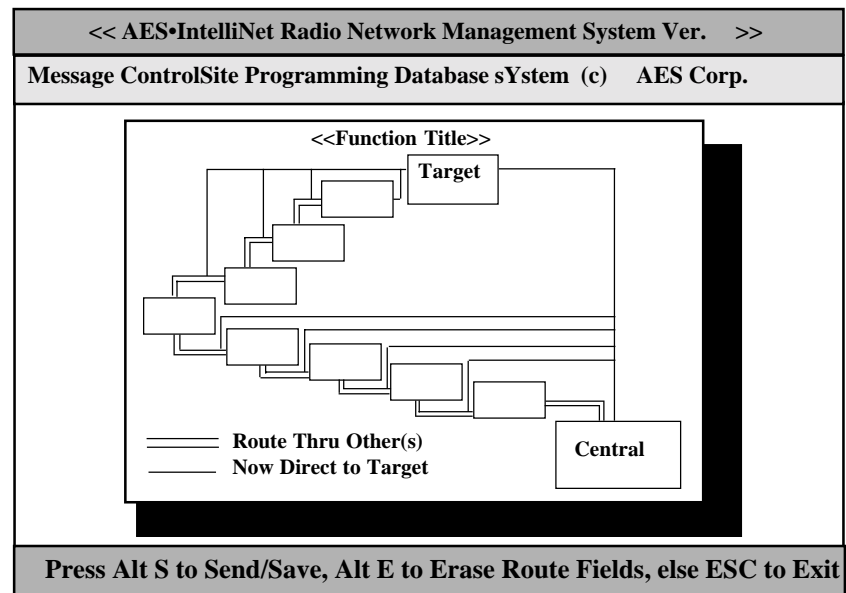 << AES•IntelliNet Radio Network Management System Ver. >>
Message ControlSite Programming Database sYstem (c) AES Corp.
<<Function Title>>
Target
Route Thru Other(s)
Now Direct to Target
Central
Press Alt S to Send/Save, Alt E to Erase Route Fields, else ESC to Exit